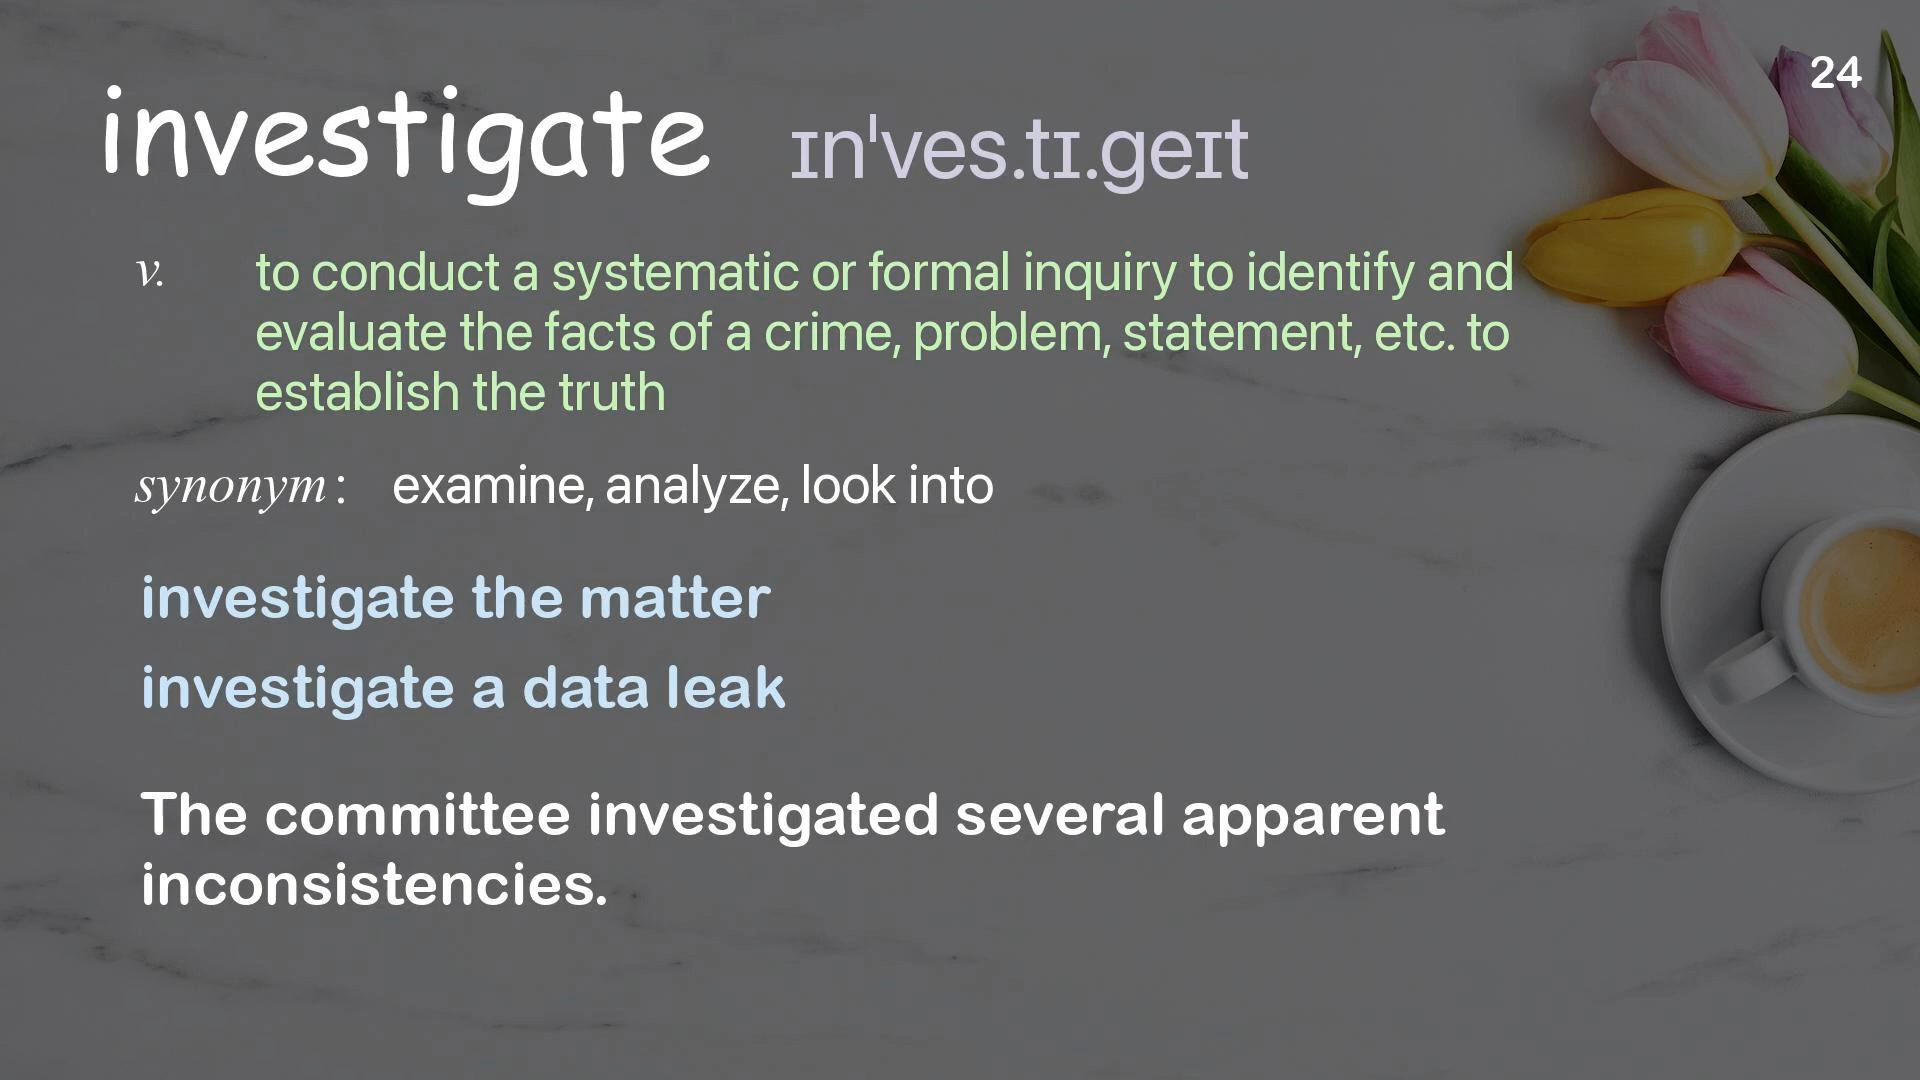 24
investigate ɪnˈves.tɪ.geɪt
v. to conduct a systematic or formal inquiry to identify and
evaluate the facts of a crime, problem, statement, etc. to
establish the truth
synonym : examine, analyze, look into
investigate the matter
investigate a data leak
The committee investigated several apparent
inconsistencies.